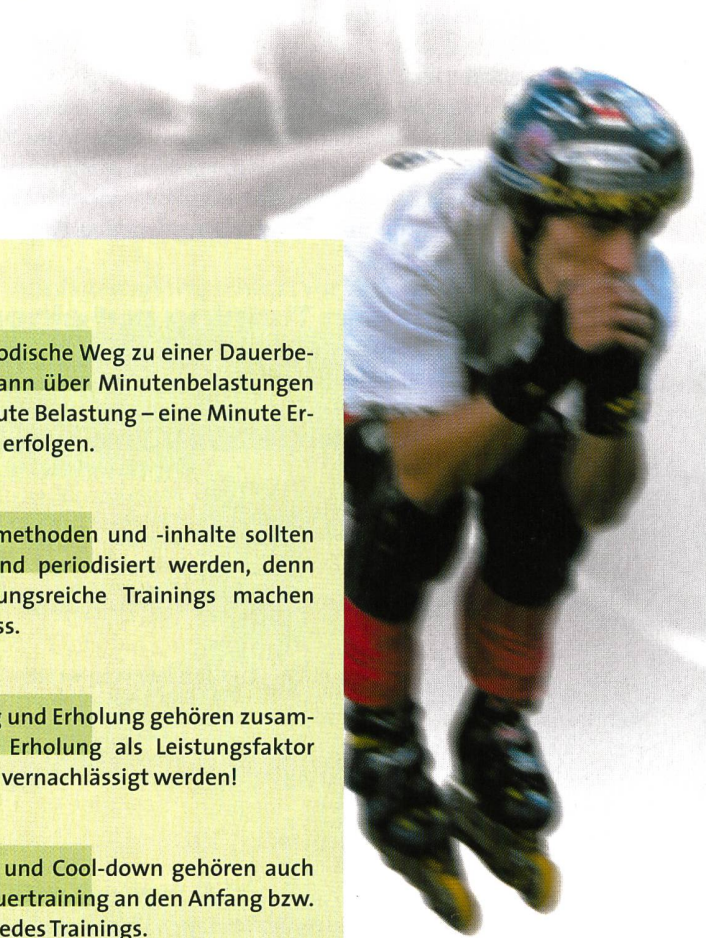 odische Weg zu einer Dauerbe-
ann über Minutenbelastungen
ute Belastung – eine Minute Er-
erfolgen.
methoden und -inhalte sollten
nd periodisiert werden, denn
ungsreiche Trainings machen
ss.
g und Erholung gehören zusam-
Erholung als Leistungsfaktor
vernachlässigt werden!
und Cool-down gehören auch
uertraining an den Anfang bzw.
edes Trainings.